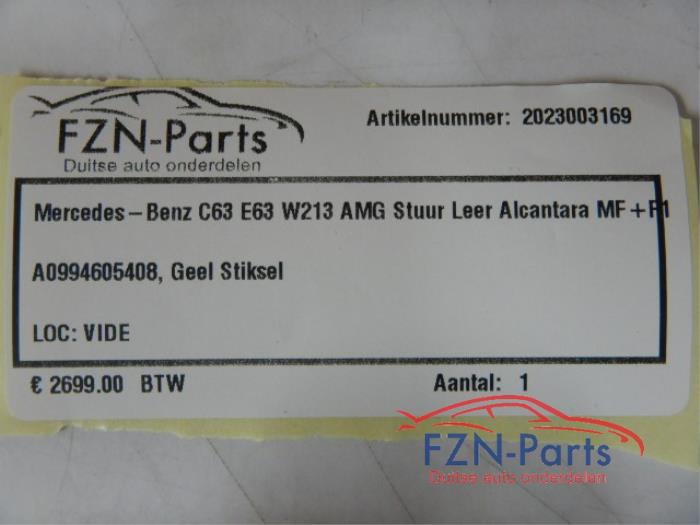 FZN-Parts
Duitse auto onderdelen
Artikelnummer: 2023003169
Mercedes-Benz C63 E63 W213 AMG Stuur Leer Alcantara MF+F1
A0994605408, Geel Stiksel
LOC: VIDE
€ 2699.00 BTW
Aantal: 1
FZN-Parts
Duitse auto onderdelen